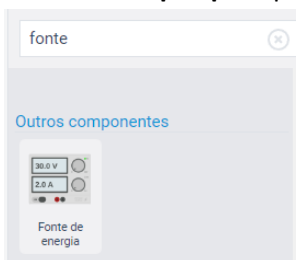 fonte
Outros componentes
30.0 V
2.0 A
Fonte de
energia